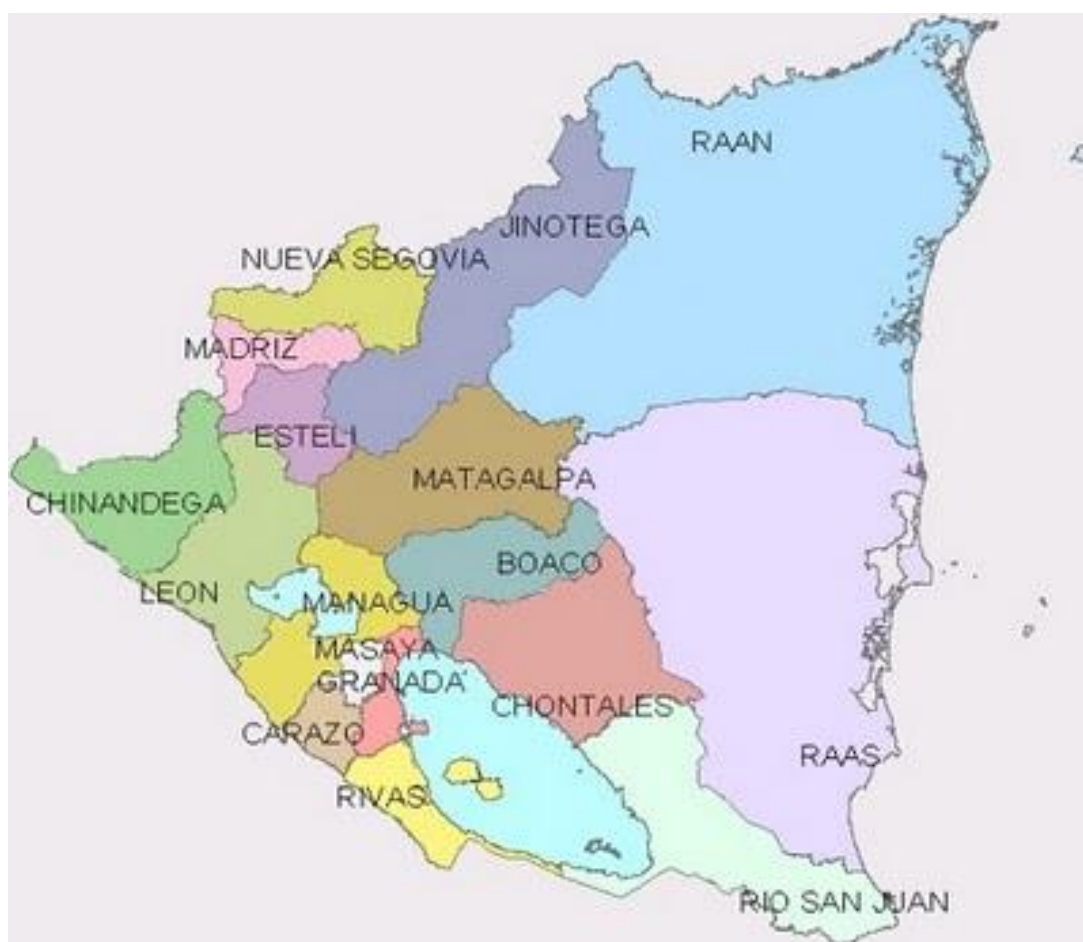 RAAN
JINOTEGA
NUEVA SEGOVIA
MADRIZ
ESTELI
MATAGALPA
CHINANDEGA
BOACO
LEON
MANAGUA
MASAYA
GRANADA
CHONTALES
CARAZO
RAAS
RIVAS
RIO SAN JUAN